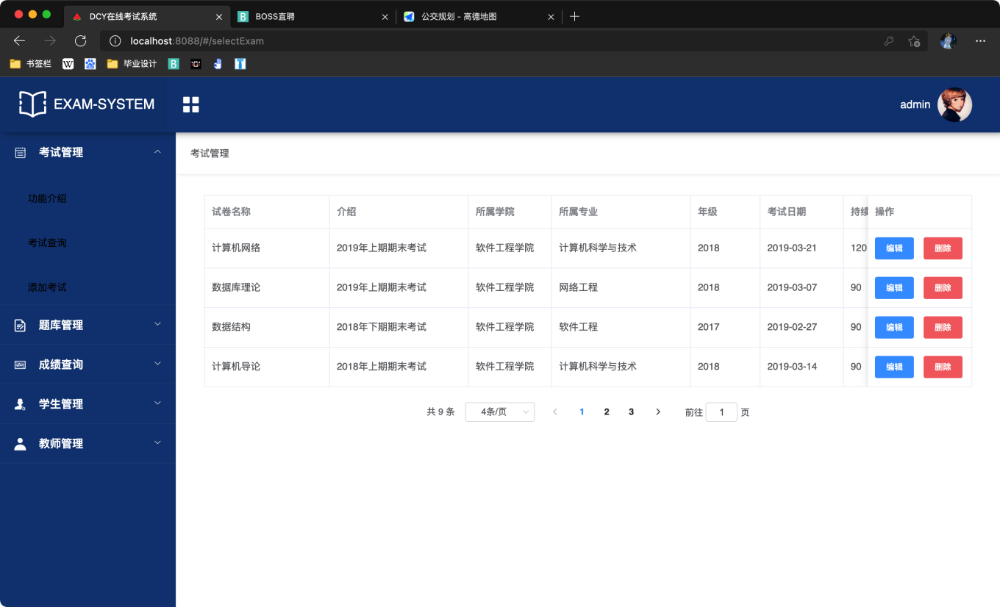 DCY在线考试系统
BOSS直聘
公交规划 - 高德地图
localhost:8088/#/selectExam
书签栏 W 毕业设计 B
EXAM-SYSTEM
admin
考试管理
功能介绍
考试查询
添加考试
题库管理
成绩查询
学生管理
教师管理
考试管理
试卷名称 介绍 所属学院 所属专业 年级 考试日期 持续 操作
计算机网络 2019年上期期末考试 软件工程学院 计算机科学与技术 2018 2019-03-21 120 编辑 删除
数据库理论 2019年上期期末考试 软件工程学院 网络工程 2018 2019-03-07 90 编辑 删除
数据结构 2018年下期期末考试 软件工程学院 软件工程 2017 2019-02-27 90 编辑 删除
计算机导论 2018年上期期末考试 软件工程学院 计算机科学与技术 2018 2019-03-14 90 编辑 删除
共 9 条 4条/页 1 2 3 前往 1 页